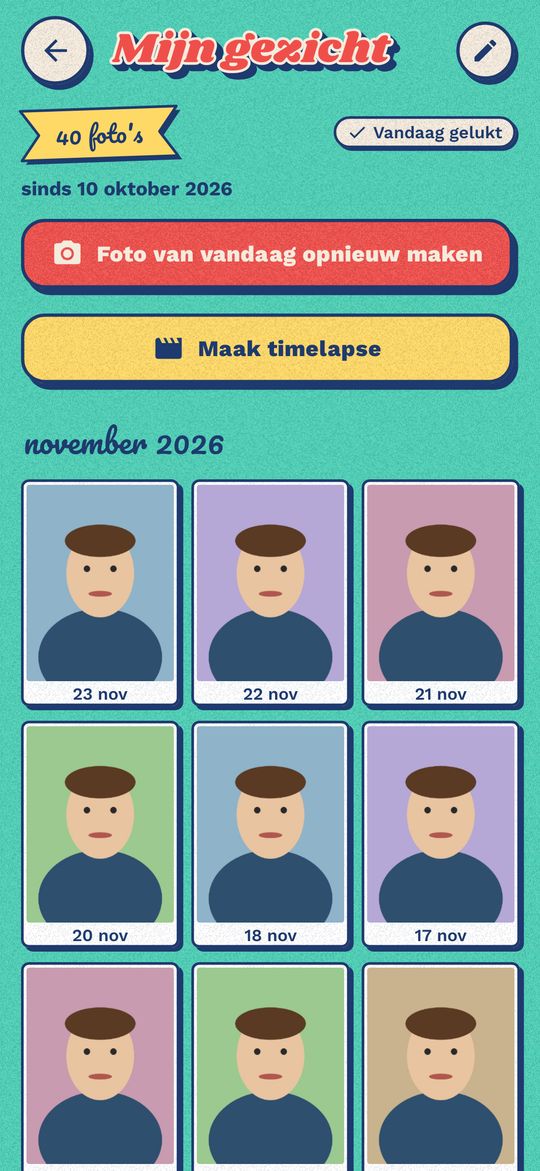 Mijn gezicht
40 foto's
Vandaag gelukt
sinds 10 oktober 2026
Foto van vandaag opnieuw maken
Maak timelapse
november 2026
23 nov
22 nov
21 nov
20 nov
18 nov
17 nov